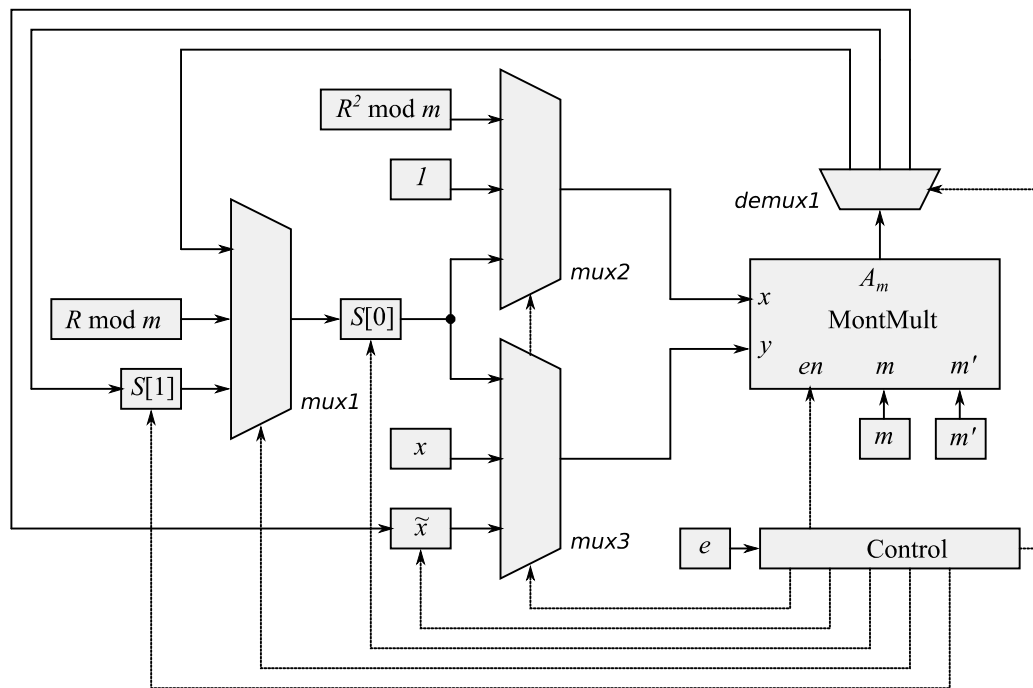 R² mod m
1
demux1
mux2
A_m
x
MontMult
R mod m
S[0]
y
S[1]
en
m
m′
mux1
x
m
m′
x̃
mux3
e
Control